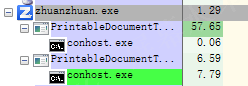 zhuanzhuan.exe 1.29
PrintableDocumentT... 57.65
conhost.exe 0.06
PrintableDocumentT... 6.59
conhost.exe 7.79